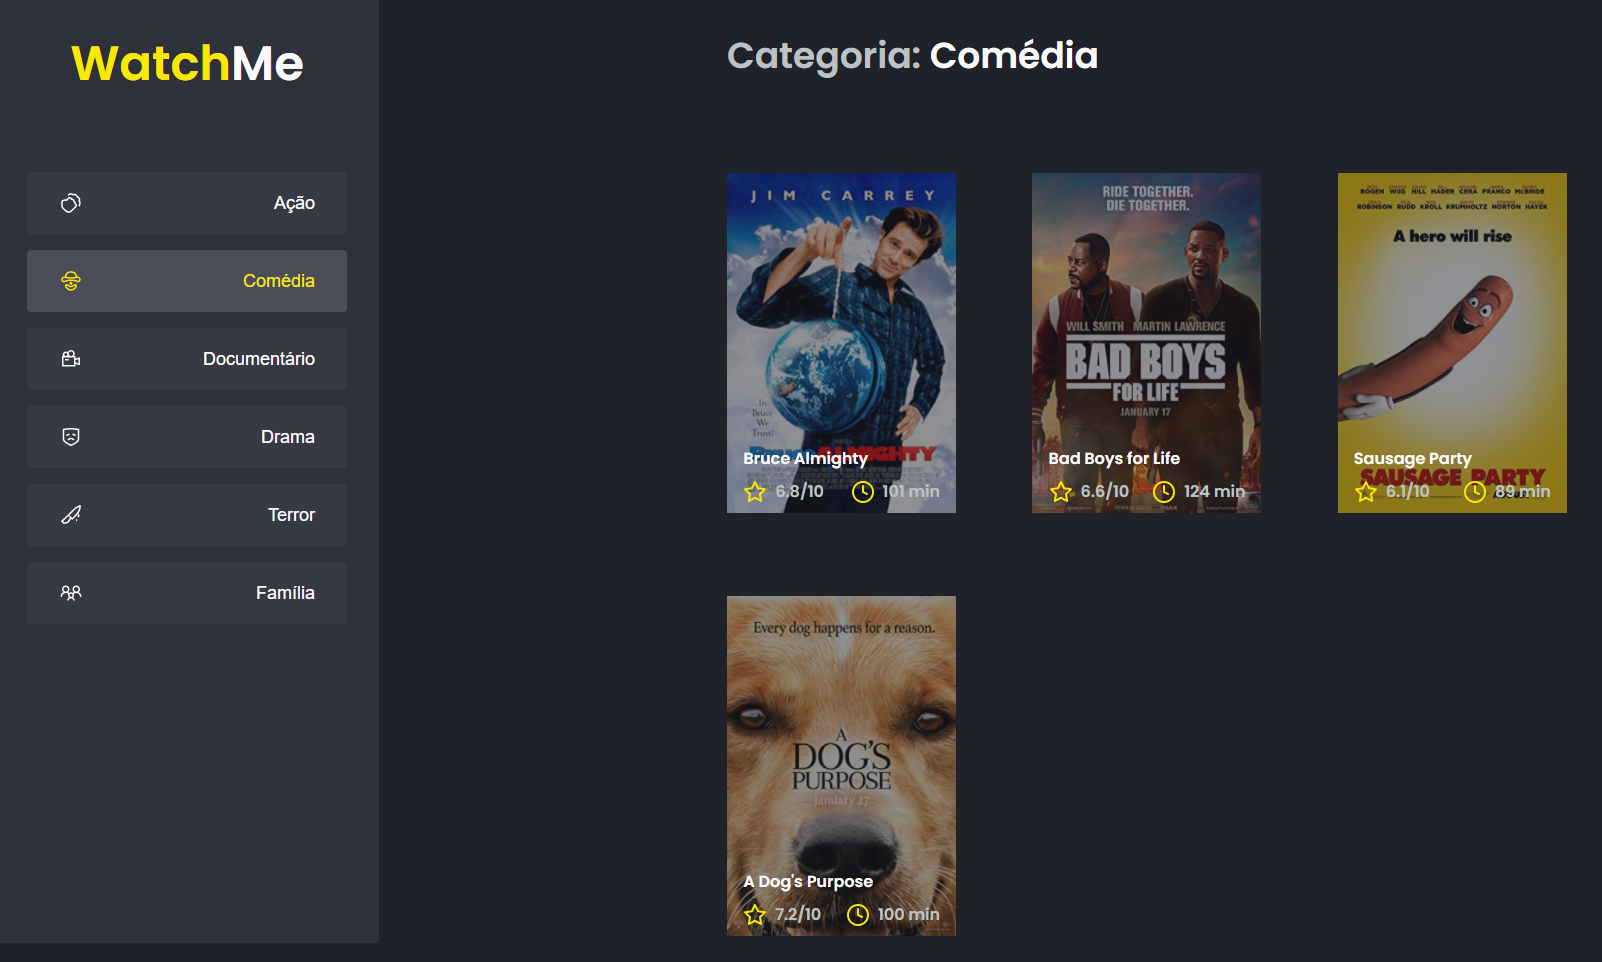 WatchMe
Ação
Comédia
Documentário
Drama
Terror
Família
Categoria: Comédia
JIM CARREY
In
Bruce
We
Trust?
ALMIGHTY
Bruce Almighty
6.8/10 101 min
RIDE TOGETHER.
DIE TOGETHER.
WILL SMITH MARTIN LAWRENCE
BAD BOYS
FOR LIFE
JANUARY 17
Bad Boys for Life
6.6/10 124 min
ROGEN WIIG HILL HADER CERA FRANCO McBRIDE
ROBINSON RUDD KROLL KRUMHOLTZ NORTON HAYEK
A hero will rise
Sausage Party
SAUSAGE PARTY
6.1/10 89 min
Every dog happens for a reason.
A
DOG'S
PURPOSE
January 27
A Dog's Purpose
7.2/10 100 min